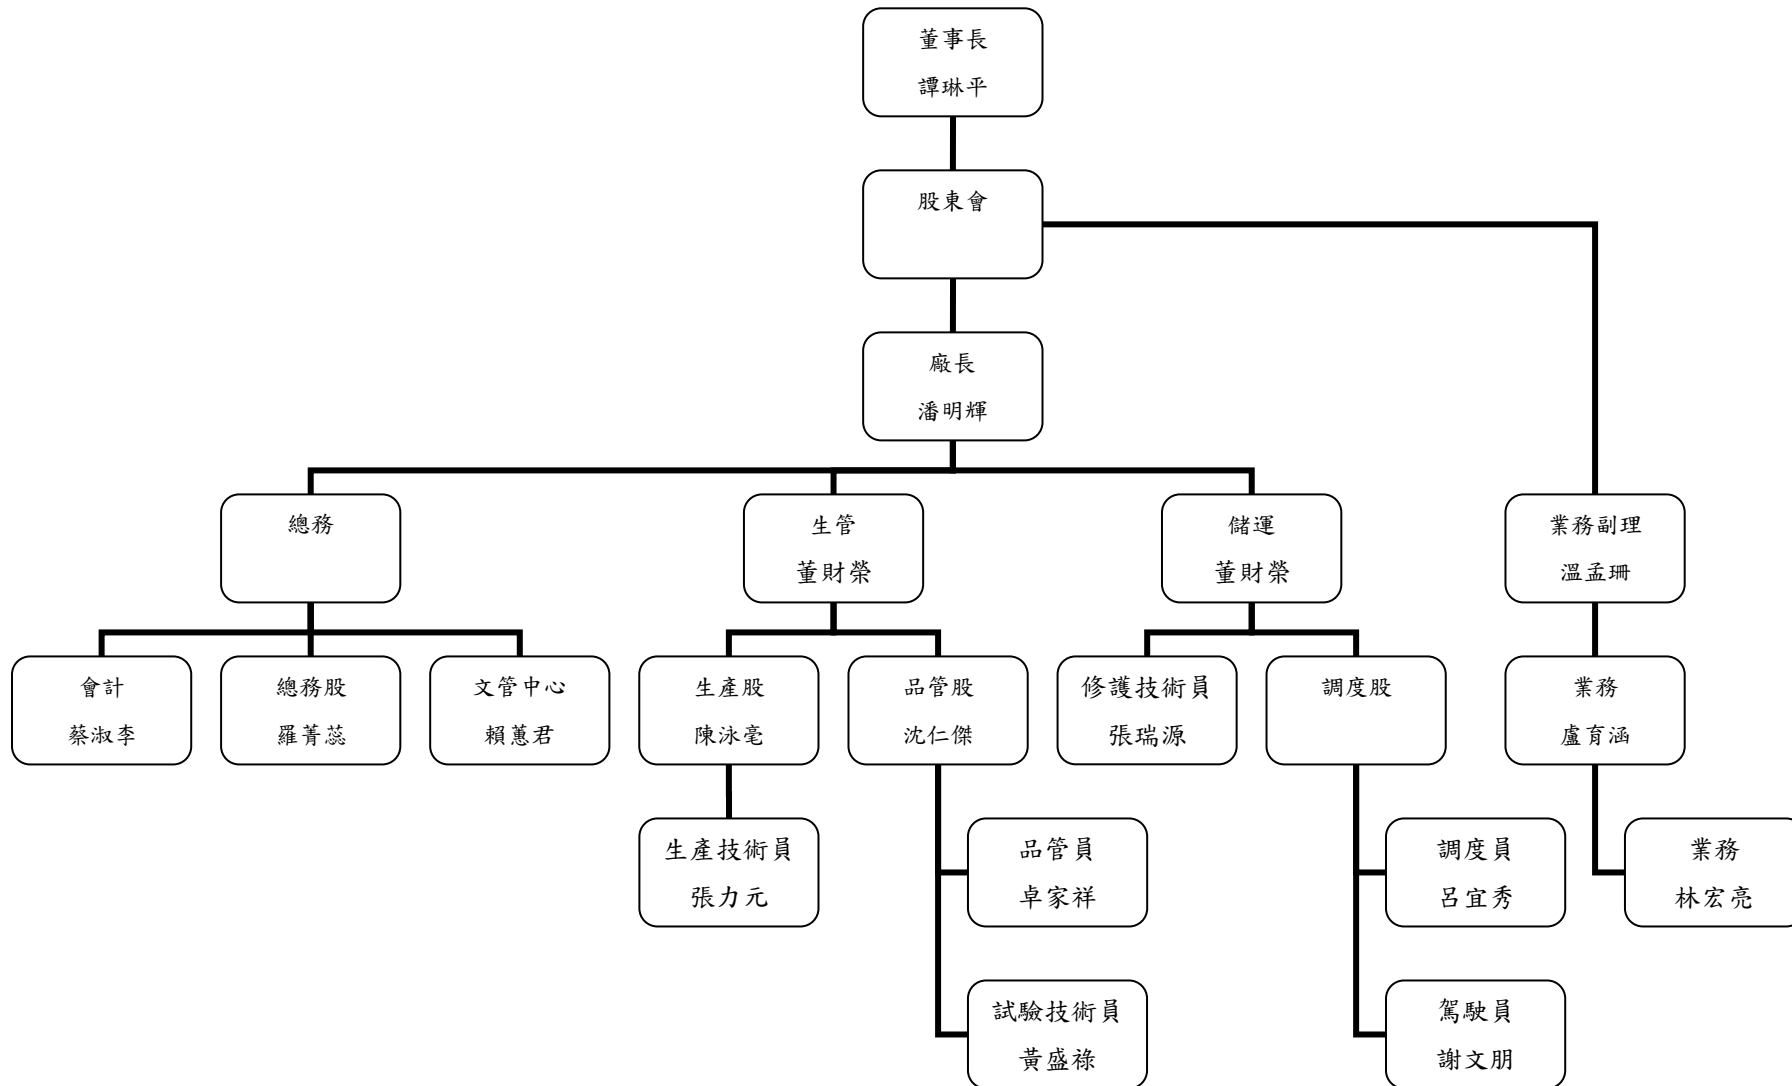 董事長
譚琳平
股東會
廠長
潘明輝
總務
生管
董財榮
儲運
董財榮
業務副理
溫孟珊
會計
蔡淑李
總務股
羅菁蕊
文管中心
賴蕙君
生產股
陳泳毫
品管股
沈仁傑
修護技術員
張瑞源
調度股
業務
盧育涵
生產技術員
張力元
品管員
卓家祥
調度員
呂宜秀
業務
林宏亮
試驗技術員
黃盛祿
駕駛員
謝文朋